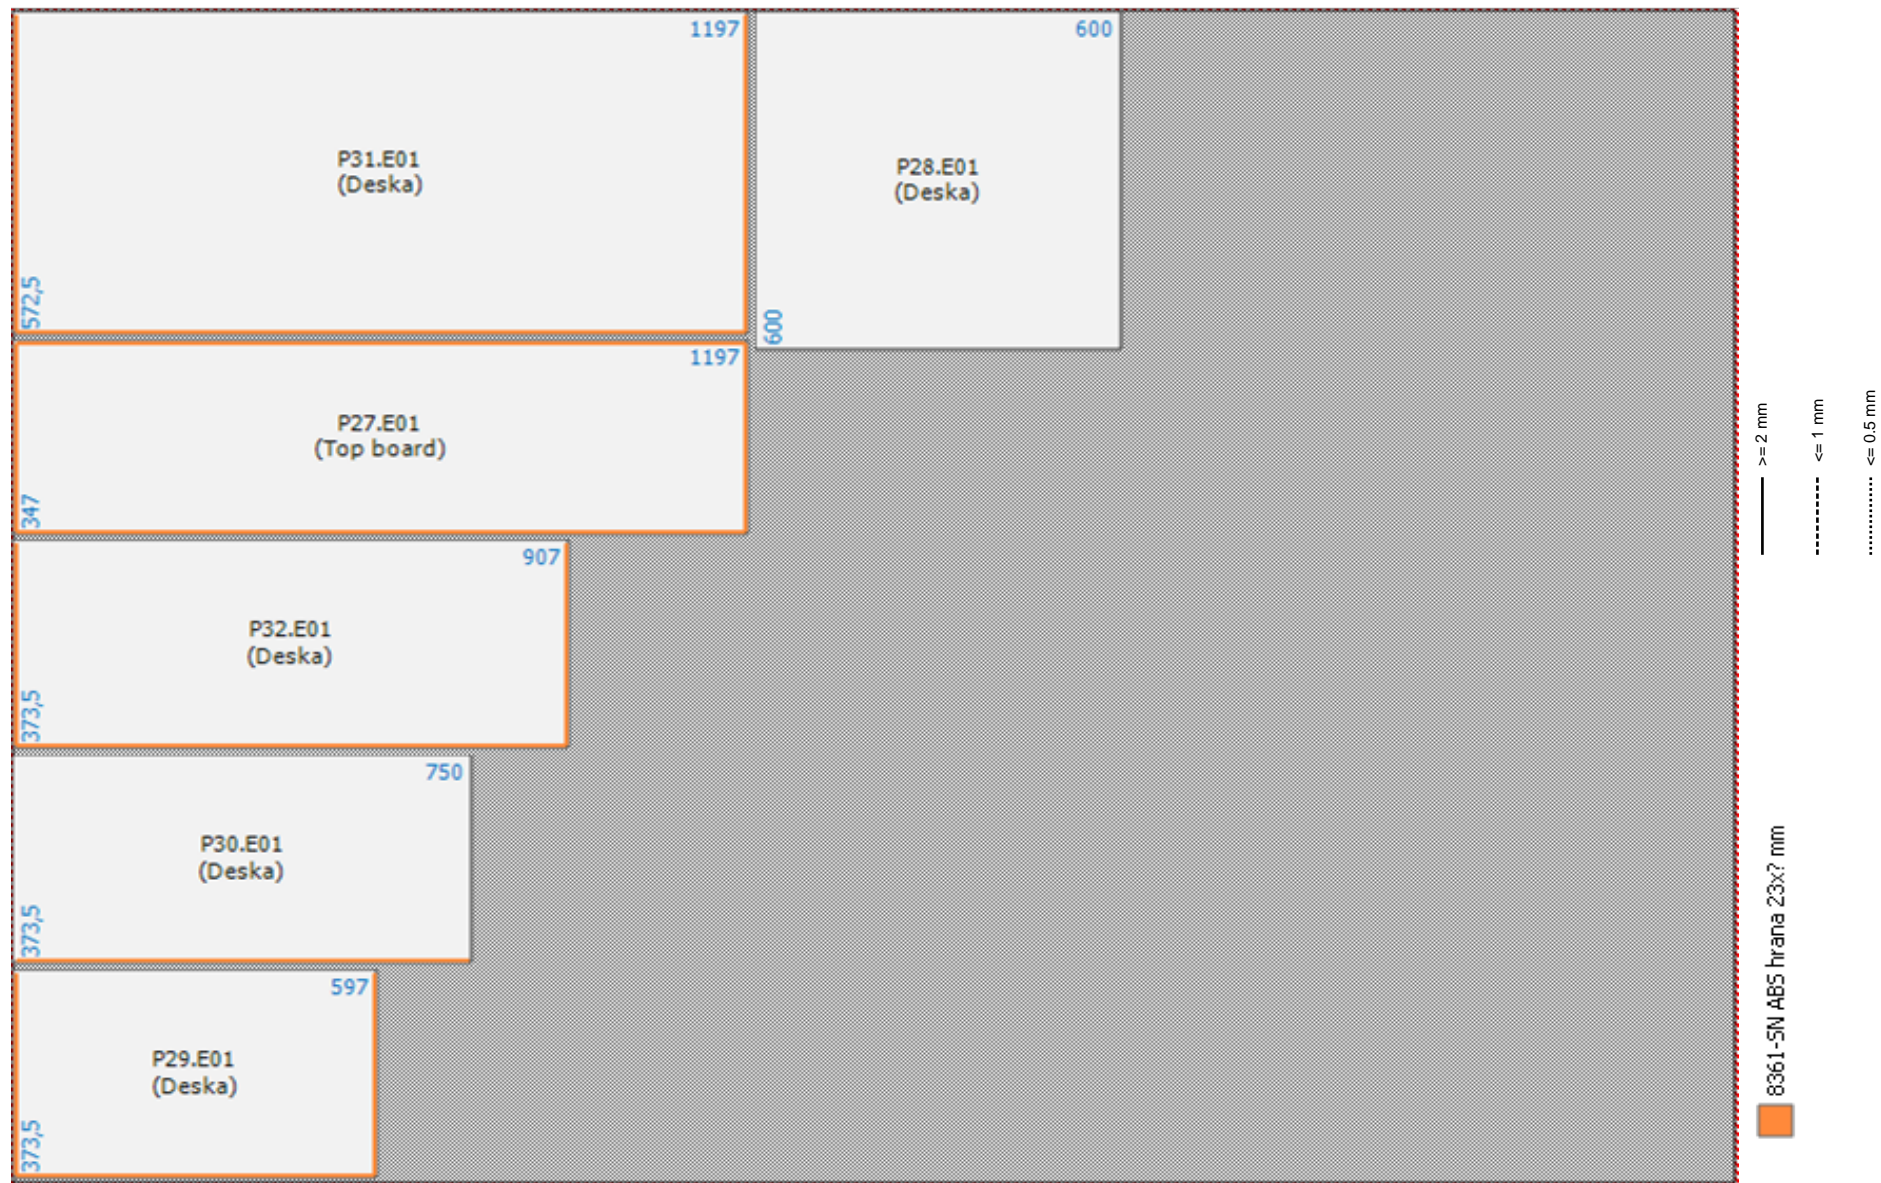 1197
P31.E01
(Deska)
572,5
600
P28.E01
(Deska)
600
1197
P27.E01
(Top board)
347
907
P32.E01
(Deska)
373,5
750
P30.E01
(Deska)
373,5
597
P29.E01
(Deska)
373,5
>= 2 mm
<= 1 mm
<= 0.5 mm
8361-SN ABS hrana 23x? mm